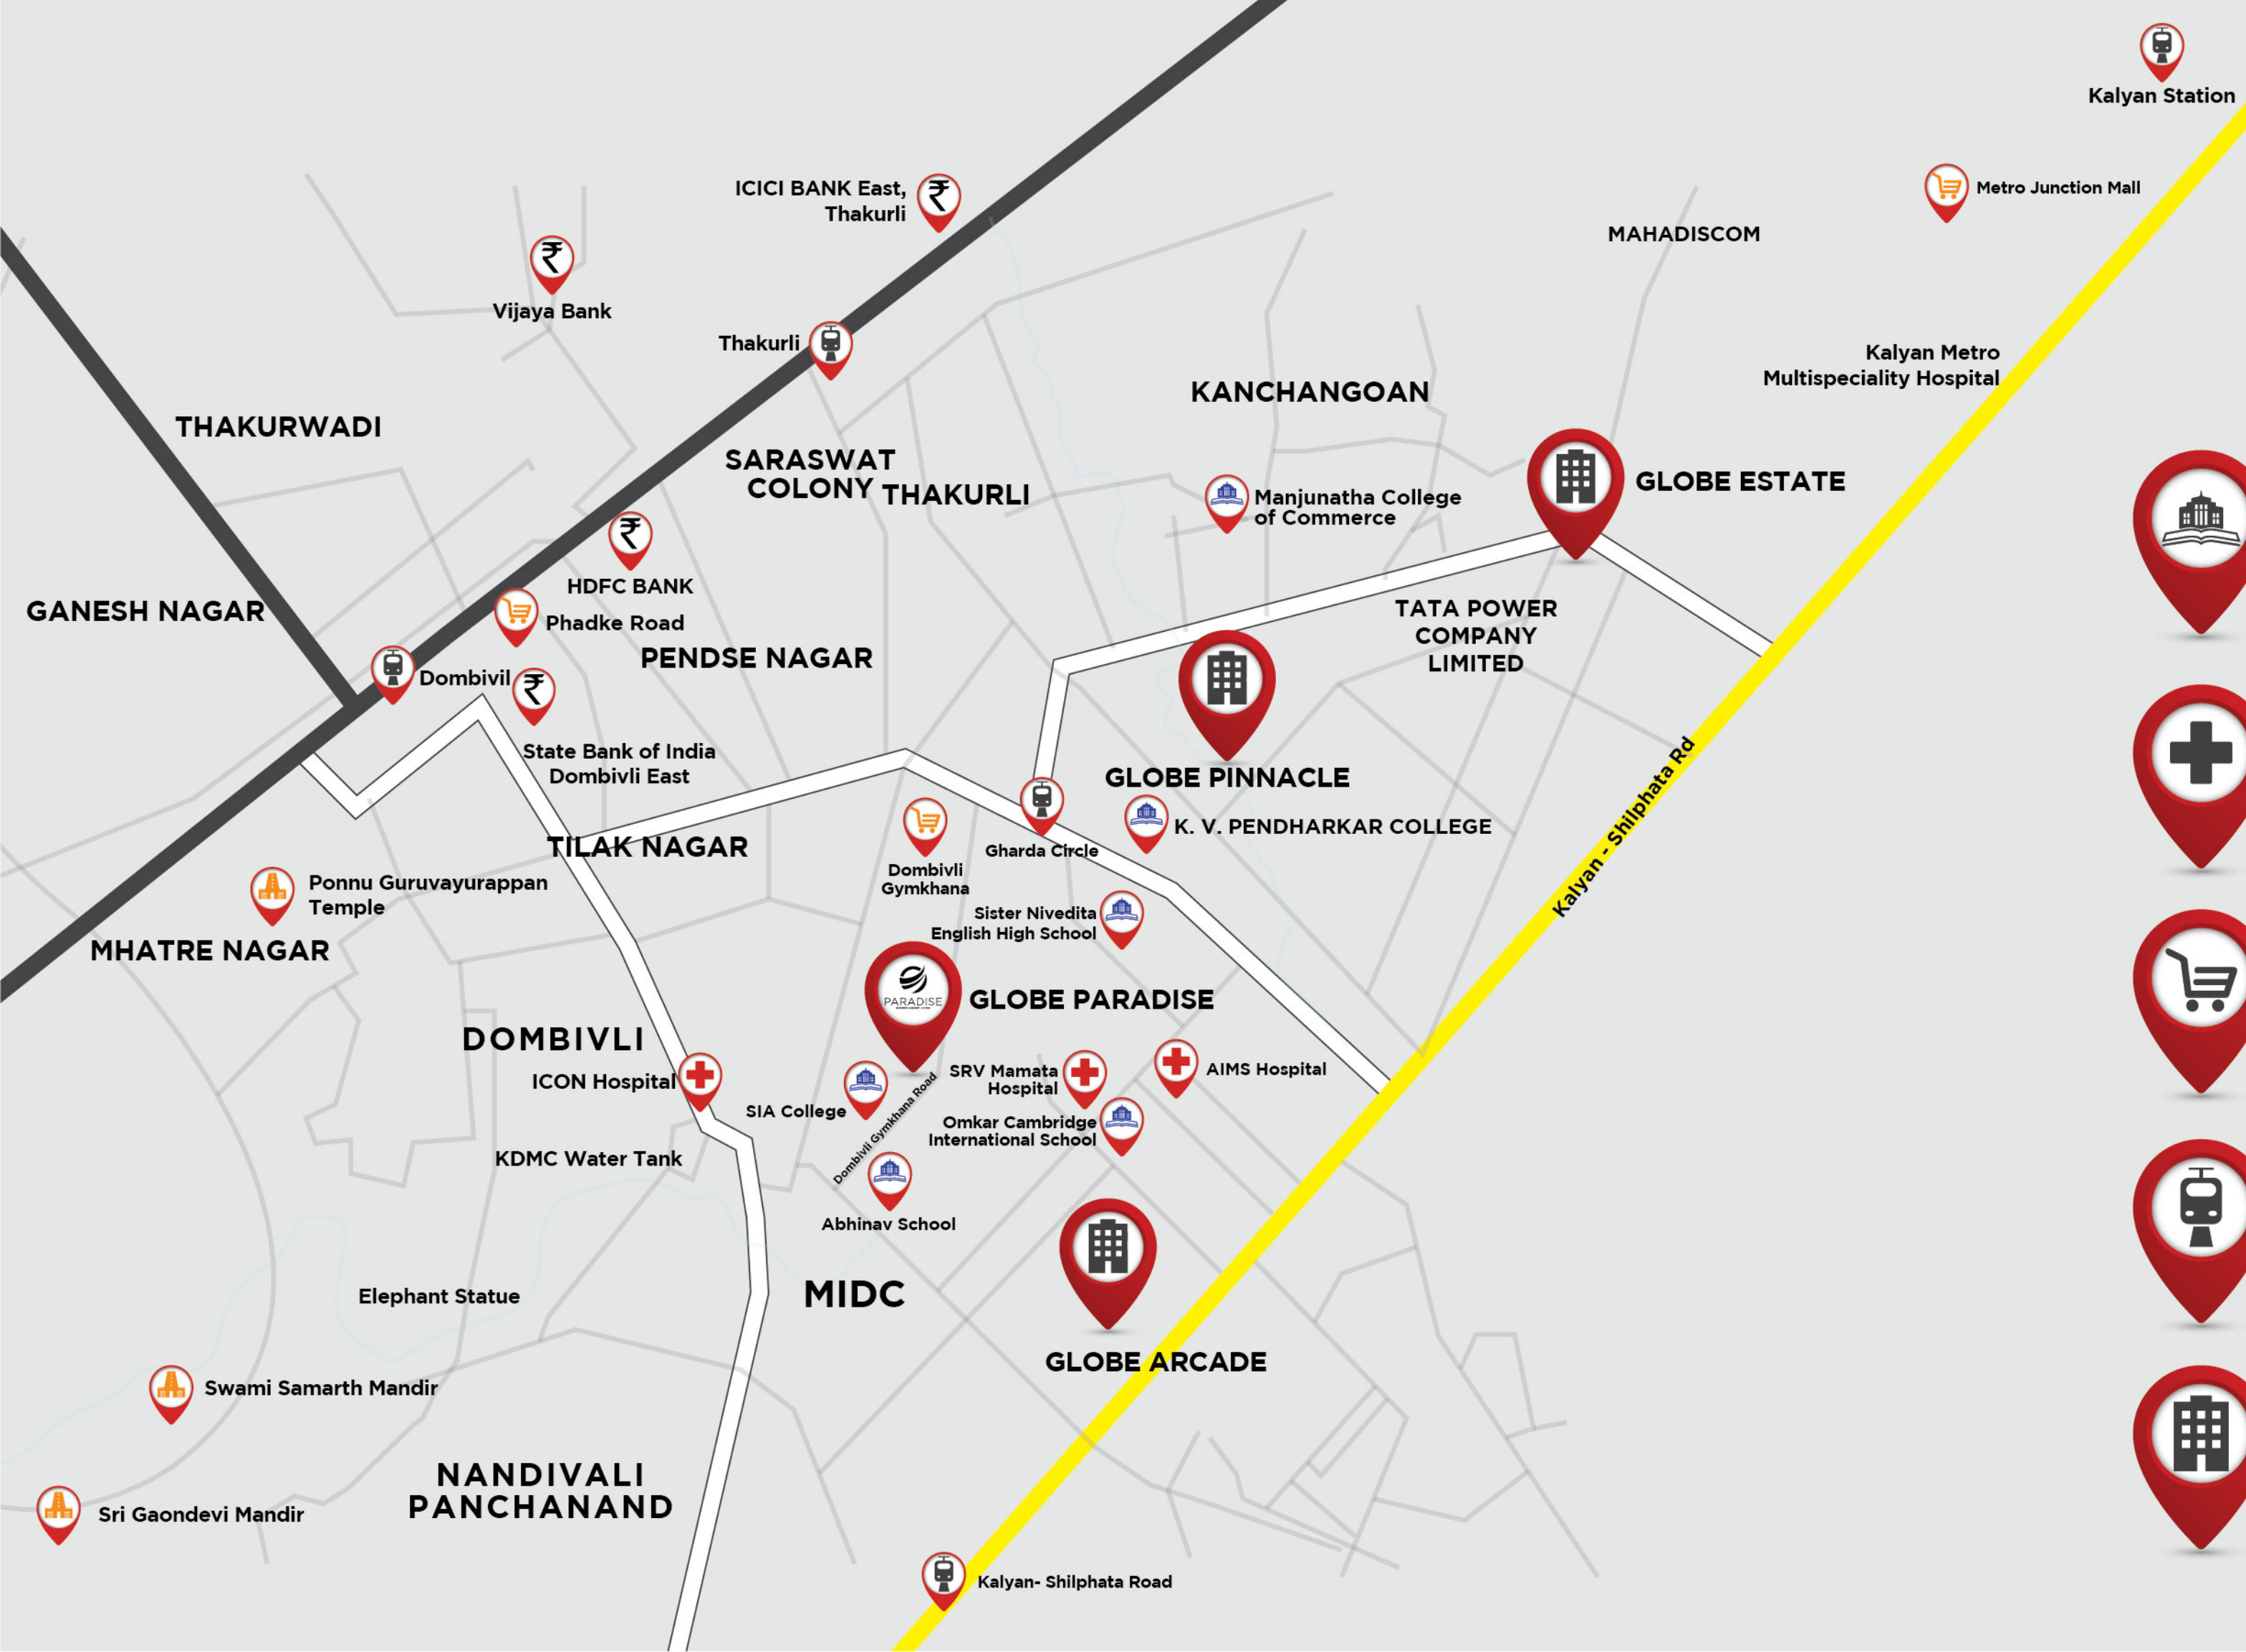 Kalyan Station
Metro Junction Mall
ICICI BANK East,
Thakurli
MAHADISCOM
Vijaya Bank
Thakurli
Kalyan Metro
Multispeciality Hospital
KANCHANGOAN
THAKURWADI
SARASWAT
COLONY
THAKURLI
GLOBE ESTATE
Manjunatha College
of Commerce
HDFC BANK
GANESH NAGAR
Phadke Road
TATA POWER
COMPANY
LIMITED
PENDSE NAGAR
Dombivil
State Bank of India
Dombivli East
GLOBE PINNACLE
Kalyan - Shilphata Rd
K. V. PENDHARKAR COLLEGE
TILAK NAGAR
Gharda Circle
Dombivli
Gymkhana
Ponnu Guruvayurappan
Temple
Sister Nivedita
English High School
MHATRE NAGAR
PARADISE
GLOBE PARADISE
DOMBIVLI
ICON Hospital
SRV Mamata
Hospital
AIMS Hospital
SIA College
Dombivli Gymkhana Road
Omkar Cambridge
International School
KDMC Water Tank
Abhinav School
Elephant Statue
MIDC
GLOBE ARCADE
Swami Samarth Mandir
NANDIVALI
PANCHANAND
Sri Gaondevi Mandir
Kalyan- Shilphata Road